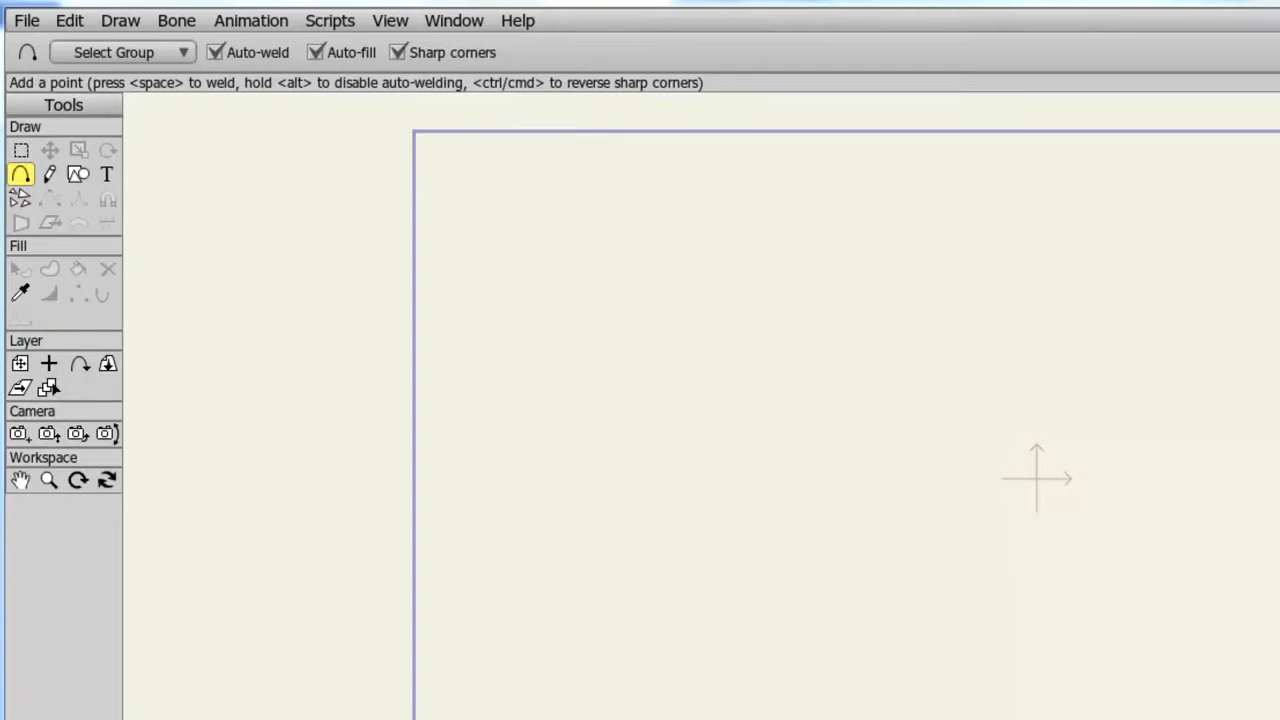 File Edit Draw Bone Animation Scripts View Window Help
Select Group Auto-weld Auto-fill Sharp corners
Add a point (press <space> to weld, hold <alt> to disable auto-welding, <ctrl/cmd> to reverse sharp corners)
Tools
Draw
T
Fill
Layer
Camera
Workspace